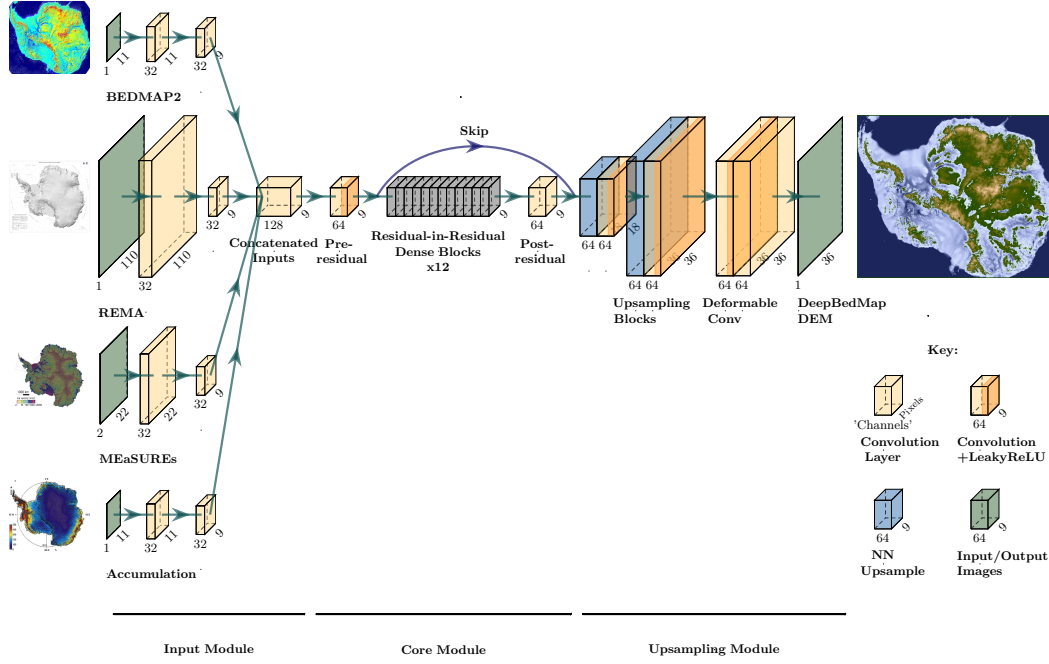 1
11
32
11
32
9
BEDMAP2
1
110
32
110
32
9
REMA
2
22
32
22
32
9
MEaSUREs
1
11
32
11
32
9
Accumulation
128
9
Concatenated
Inputs
64
9
Pre-
residual
Skip
9
Residual-in-Residual
Dense Blocks
x12
64
9
Post-
residual
64 64
18
64 64
36
Upsampling
Blocks
64 64
36
36
Deformable
Conv
1
36
DeepBedMap
DEM
Key:
'Channels'
Pixels
Convolution
Layer
64
9
Convolution
+LeakyReLU
64
9
NN
Upsample
64
9
Input/Output
Images
Input Module
Core Module
Upsampling Module